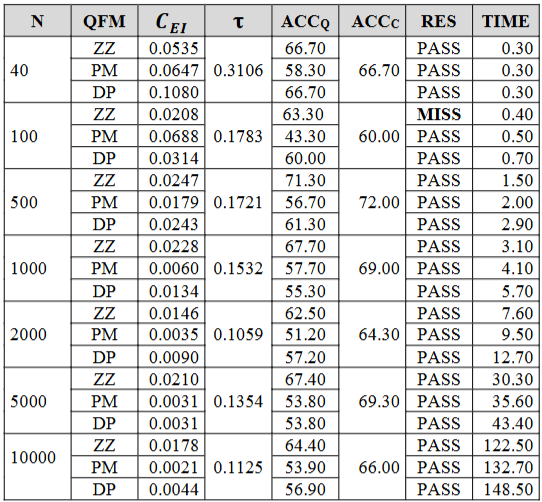 N QFM C_EI τ ACC_Q ACC_C RES TIME
40 ZZ 0.0535 0.3106 66.70 66.70 PASS 0.30
PM 0.0647 58.30 PASS 0.30
DP 0.1080 66.70 PASS 0.30
100 ZZ 0.0208 0.1783 63.30 60.00 MISS 0.40
PM 0.0688 43.30 PASS 0.50
DP 0.0314 60.00 PASS 0.70
500 ZZ 0.0247 0.1721 71.30 72.00 PASS 1.50
PM 0.0179 56.70 PASS 2.00
DP 0.0243 61.30 PASS 2.90
1000 ZZ 0.0228 0.1532 67.70 69.00 PASS 3.10
PM 0.0060 57.70 PASS 4.10
DP 0.0134 55.30 PASS 5.70
2000 ZZ 0.0146 0.1059 62.50 64.30 PASS 7.60
PM 0.0035 51.20 PASS 9.50
DP 0.0090 57.20 PASS 12.70
5000 ZZ 0.0210 0.1354 67.40 69.30 PASS 30.30
PM 0.0031 53.80 PASS 35.60
DP 0.0031 53.80 PASS 43.40
10000 ZZ 0.0178 0.1125 64.40 66.00 PASS 122.50
PM 0.0021 53.90 PASS 132.70
DP 0.0044 56.90 PASS 148.50